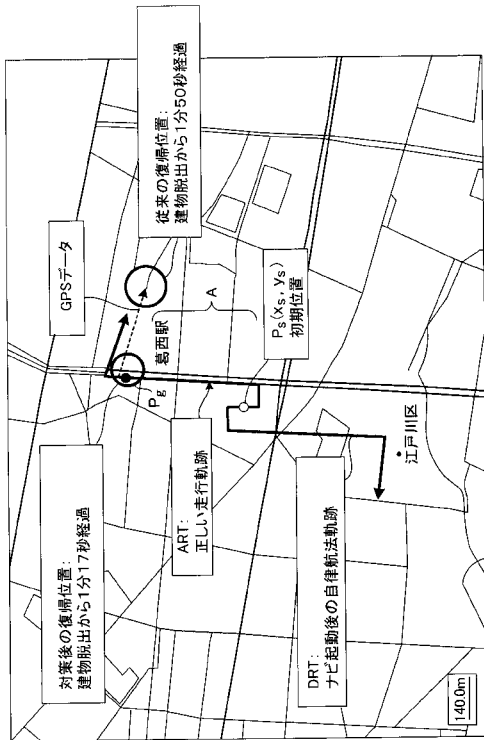 対策後の復帰位置:
建物脱出から1分17秒経過
GPSデータ
従来の復帰位置:
建物脱出から1分50秒経過
Pg
葛西駅
A
ART:
正しい走行軌跡
Ps(xs, ys)
初期位置
DRT:
ナビ起動後の自律航法軌跡
江戸川区
140.0m